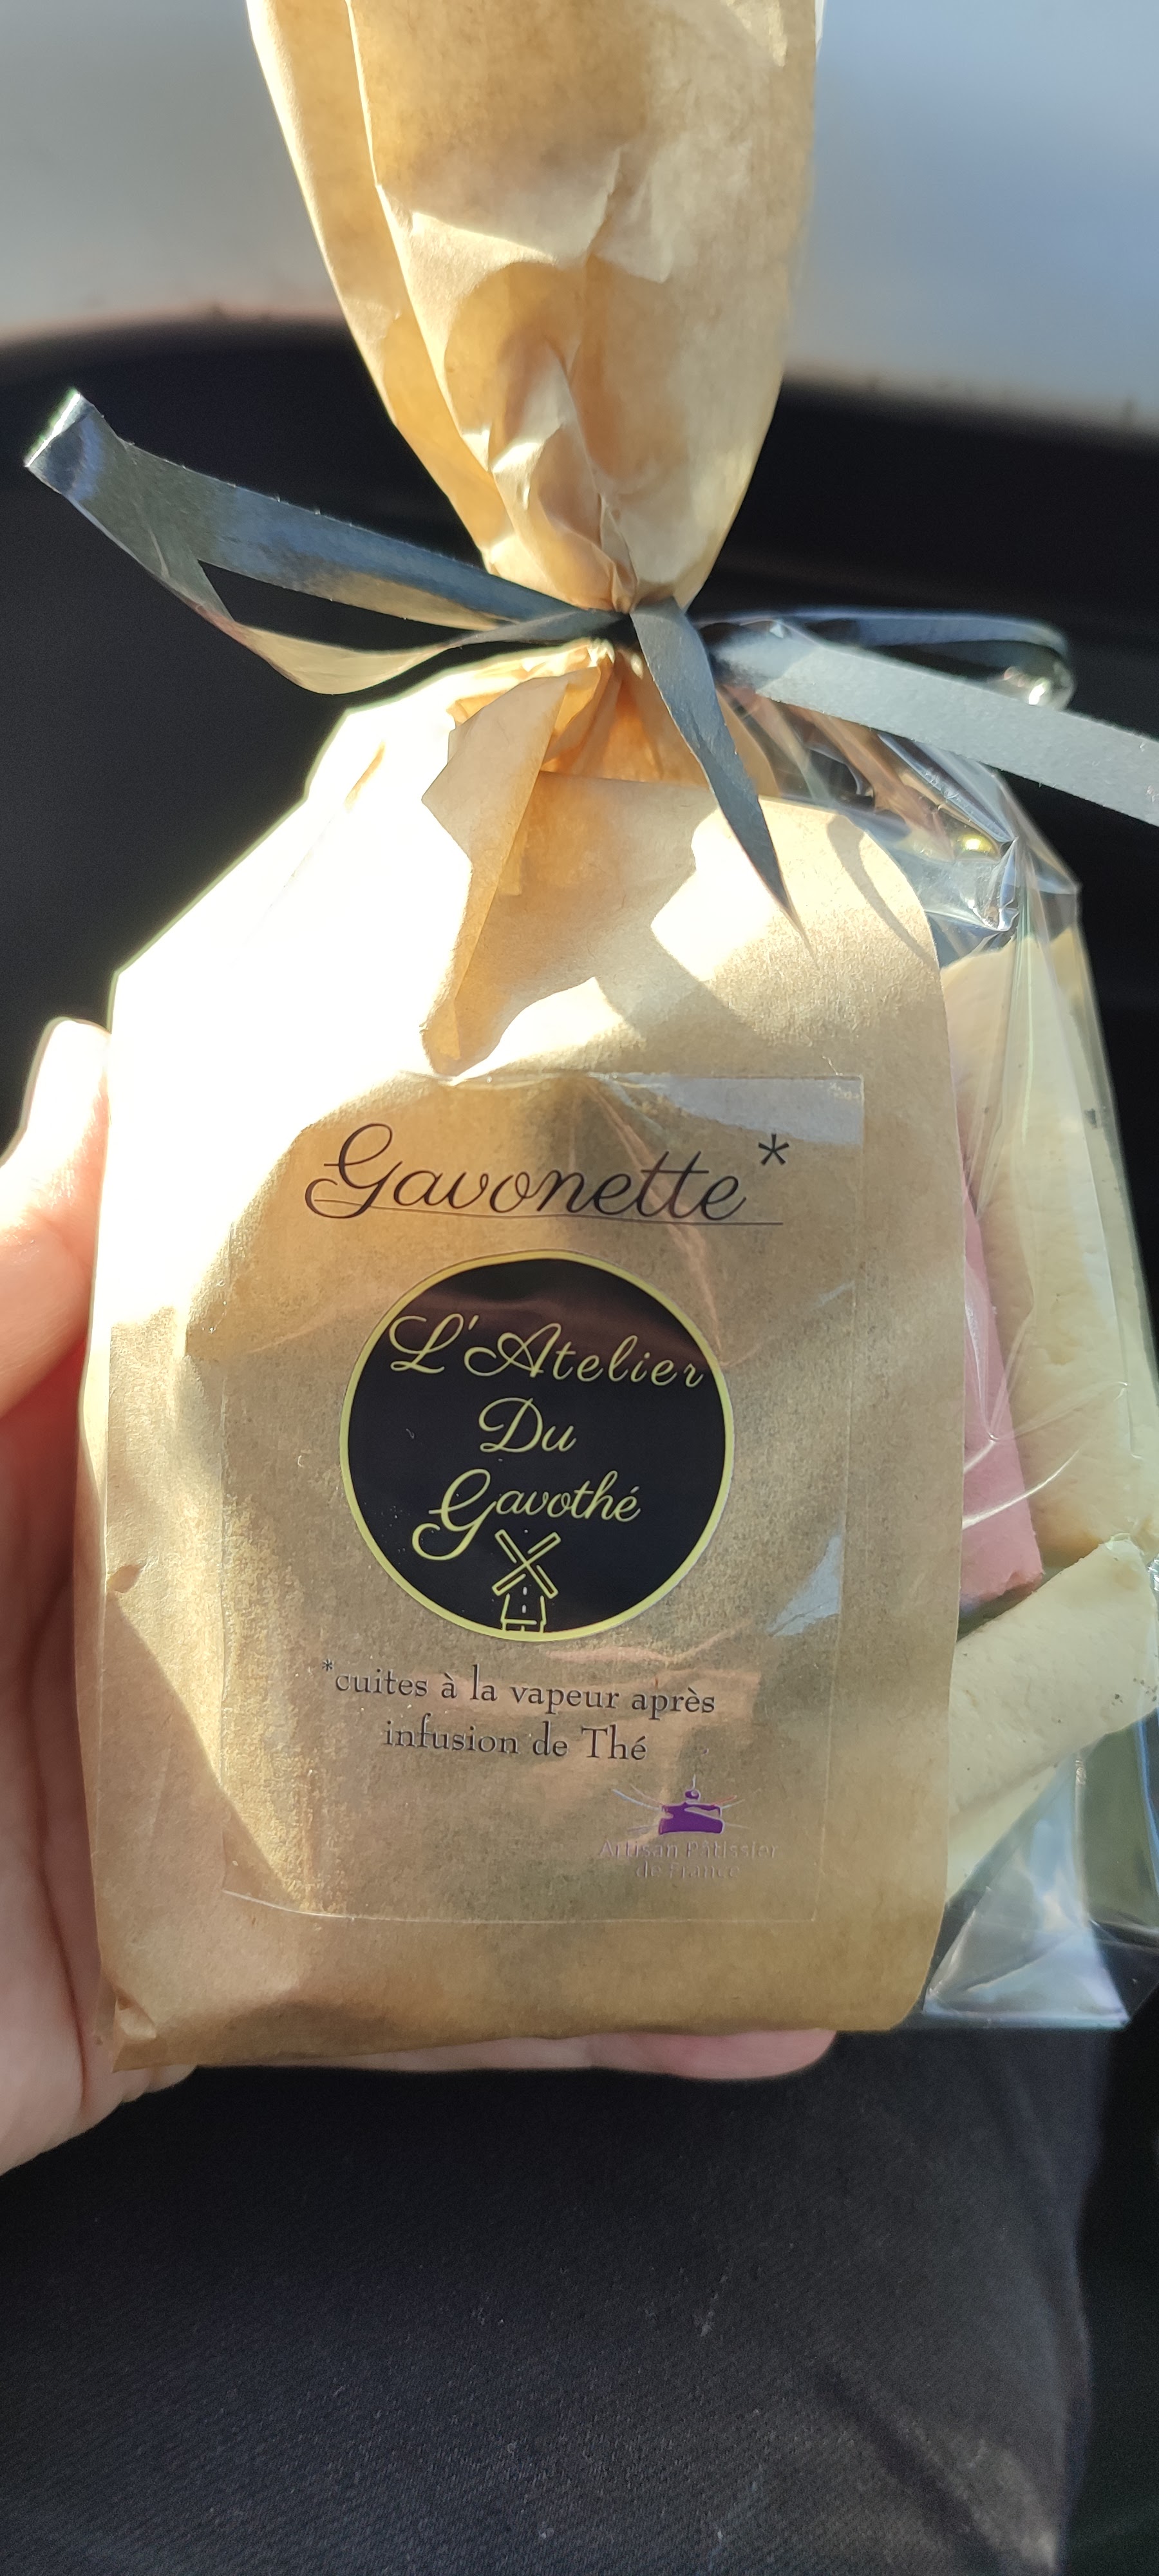 Gavonette*
L'Atelier
Du
Gavothé
*cuites à la vapeur après
infusion de Thé
Artisan Pâtissier
de France